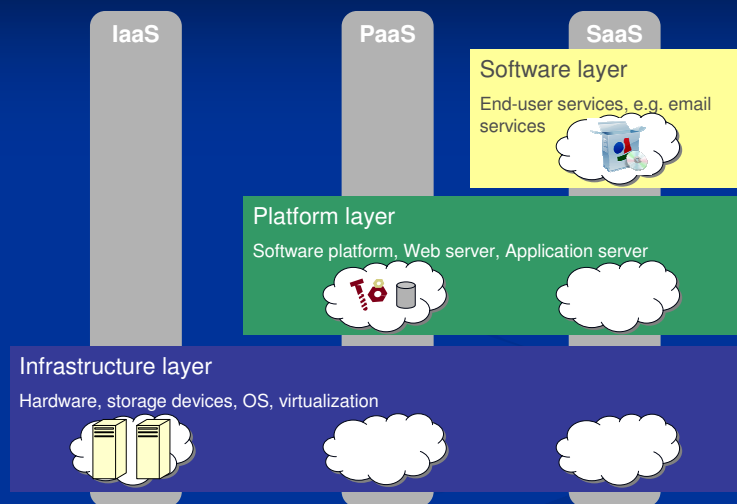 IaaS
PaaS
SaaS
Software layer
End-user services, e.g. email
services
Platform layer
Software platform, Web server, Application server
Infrastructure layer
Hardware, storage devices, OS, virtualization